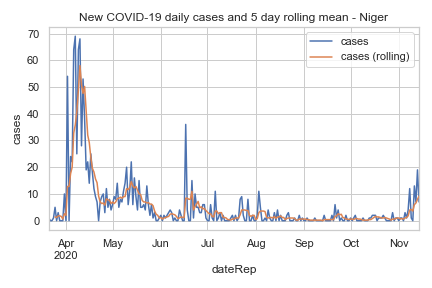 New COVID-19 daily cases and 5 day rolling mean - Niger
cases
cases (rolling)
70
60
50
40
30
20
10
0
cases
Apr
2020
May
Jun
Jul
Aug
Sep
Oct
Nov
dateRep